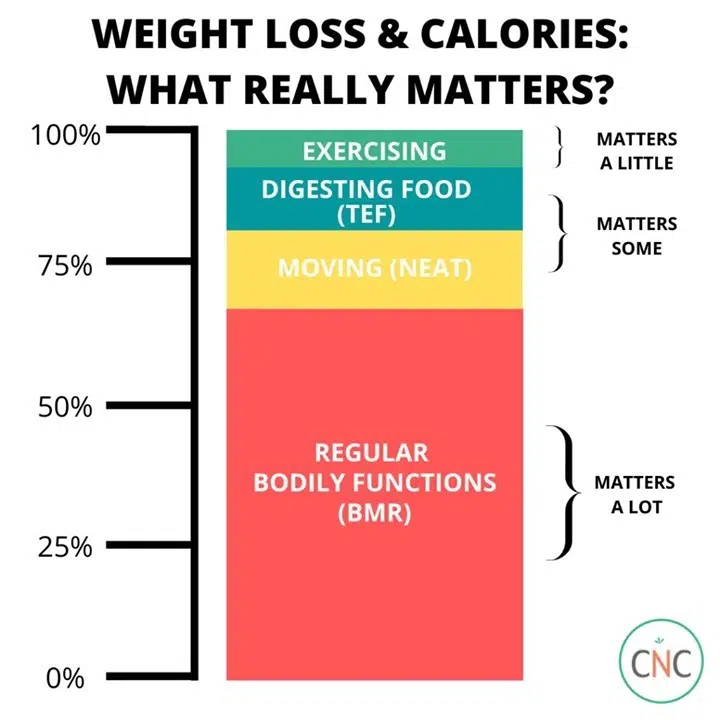 WEIGHT LOSS & CALORIES:
WHAT REALLY MATTERS?
100%
75%
50%
25%
0%
EXERCISING
DIGESTING FOOD
(TEF)
MOVING (NEAT)
REGULAR
BODILY FUNCTIONS
(BMR)
MATTERS
A LITTLE
MATTERS
SOME
MATTERS
A LOT
CNC